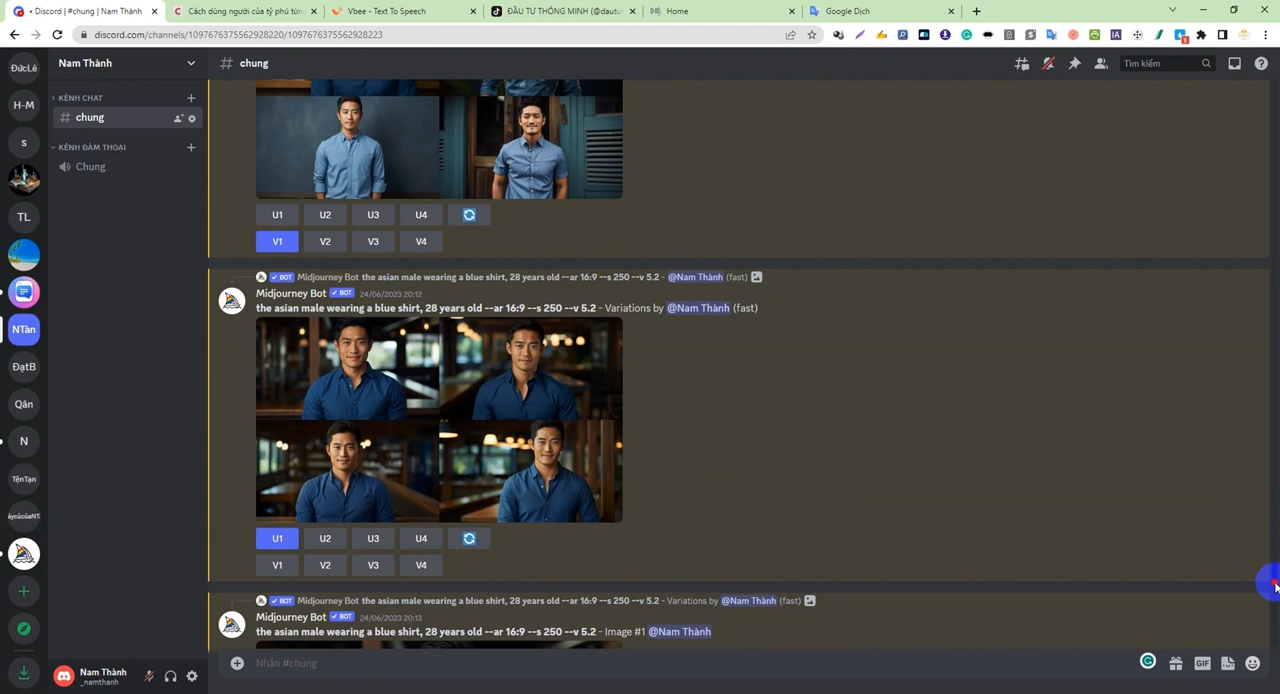 • Discord | #chung | Nam Thành
Cách dùng người của tỷ phú từn
Vbee - Text To Speech
ĐẦU TƯ THÔNG MINH (@dautu
Home
Google Dịch
discord.com/channels/1097676375562928220/1097676375562928223
ĐứcLê
H-M
s
TL
NTàn
ĐạtB
Qân
N
TệnTạn
áycủcủaNT
Nam Thành
KÊNH CHAT
chung
KÊNH ĐÀM THOẠI
Chung
Nam Thành
_namthanh
# chung
Tìm kiếm
U1 U2 U3 U4
V1 V2 V3 V4
BOT Midjourney Bot the asian male wearing a blue shirt, 28 years old --ar 16:9 --s 250 --v 5.2 - @Nam Thành (fast)
Midjourney Bot BOT 24/06/2023 20:12
the asian male wearing a blue shirt, 28 years old --ar 16:9 --s 250 --v 5.2 - Variations by @Nam Thành (fast)
U1 U2 U3 U4
V1 V2 V3 V4
BOT Midjourney Bot the asian male wearing a blue shirt, 28 years old --ar 16:9 --s 250 --v 5.2 - Variations by @Nam Thành (fast)
Midjourney Bot BOT 24/06/2023 20:13
the asian male wearing a blue shirt, 28 years old --ar 16:9 --s 250 --v 5.2 - Image #1 @Nam Thành
Nhắn #chung
GIF